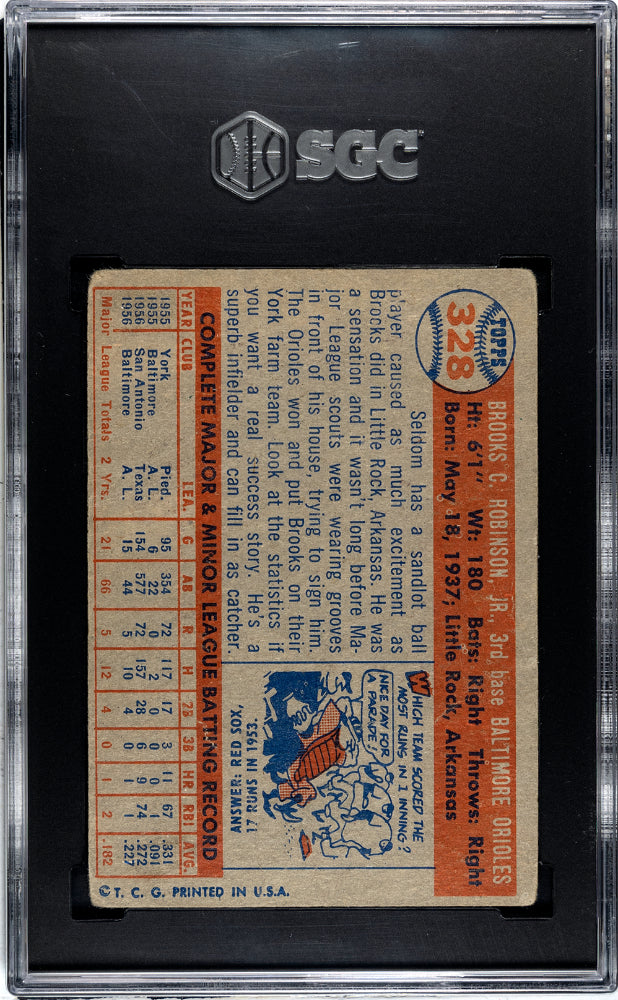 SGC
TOPPS
328
BROOKS C. ROBINSON, JR., 3rd base BALTIMORE ORIOLES
Ht: 6'1" Wt: 180 Bats: Right Throws: Right
Born: May 18, 1937; Little Rock, Arkansas
Seldom has a sandlot ball
player caused as much excitement as
Brooks did in Little Rock, Arkansas. He was
a sensation and it wasn't long before Ma-
jor League scouts were wearing grooves
in front of his house, trying to sign him.
The Orioles won and put Brooks on their
York farm team. Look at the statistics if
you want a real success story. He's a
superb infielder and can fill in as catcher.
WHICH TEAM SCORED THE
MOST RUNS IN 1 INNING?
NICE DAY FOR
A PARADE!
ANSWER: RED SOX,
17 RUNS IN 1953.
COMPLETE MAJOR & MINOR LEAGUE BATTING RECORD
YEAR CLUB LEA. G AB R H 2B 3B HR RBI AVG.
1955 York Pied. 95 354 72 117 17 3 11 67 .331
1955 Baltimore A. L. 6 22 0 2 0 0 0 1 .091
1956 San Antonio Texas 154 577 72 157 28 6 9 74 .272
1956 Baltimore A. L. 15 44 5 10 4 0 1 1 .227
Major League Totals 2 Yrs. 21 66 5 12 4 0 1 2 .182
© T. C. G. PRINTED IN U.S.A.